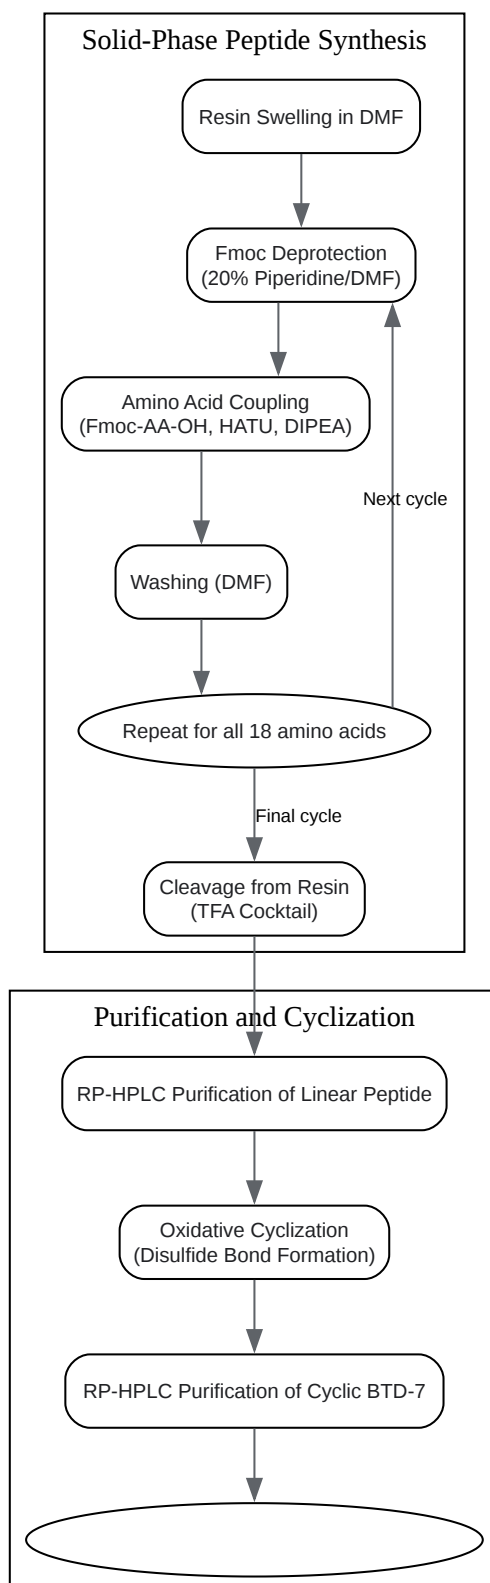 Solid-Phase Peptide Synthesis
Resin Swelling in DMF
Fmoc Deprotection
(20% Piperidine/DMF)
Amino Acid Coupling
(Fmoc-AA-OH, HATU, DIPEA)
Next cycle
Washing (DMF)
Repeat for all 18 amino acids
Final cycle
Cleavage from Resin
(TFA Cocktail)
Purification and Cyclization
RP-HPLC Purification of Linear Peptide
Oxidative Cyclization
(Disulfide Bond Formation)
RP-HPLC Purification of Cyclic BTD-7